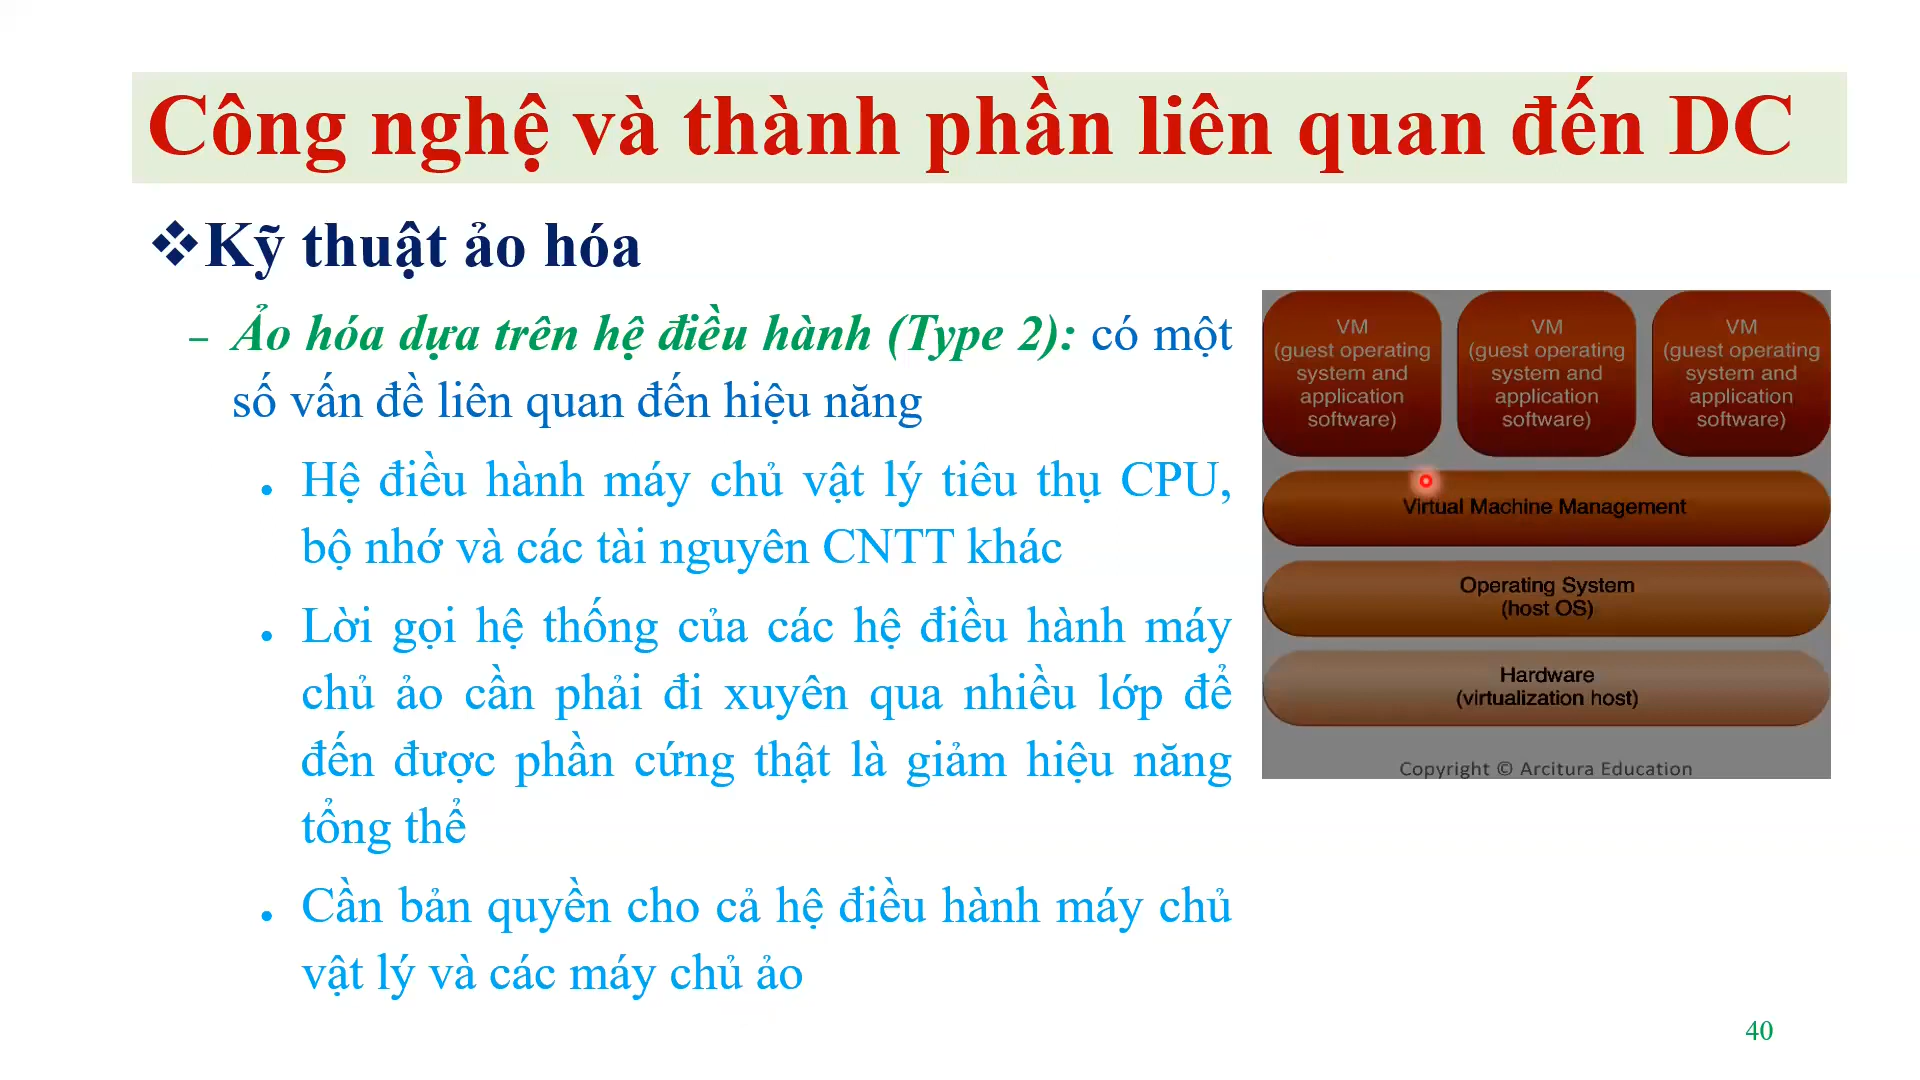 Công nghệ và thành phần liên quan đến DC
❖Kỹ thuật ảo hóa
– Ảo hóa dựa trên hệ điều hành (Type 2): có một
số vấn đề liên quan đến hiệu năng
• Hệ điều hành máy chủ vật lý tiêu thụ CPU,
bộ nhớ và các tài nguyên CNTT khác
• Lời gọi hệ thống của các hệ điều hành máy
chủ ảo cần phải đi xuyên qua nhiều lớp để
đến được phần cứng thật là giảm hiệu năng
tổng thể
• Cần bản quyền cho cả hệ điều hành máy chủ
vật lý và các máy chủ ảo
VM
(guest operating
system and
application
software)
VM
(guest operating
system and
application
software)
VM
(guest operating
system and
application
software)
Virtual Machine Management
Operating System
(host OS)
Hardware
(virtualization host)
Copyright © Arcitura Education
40